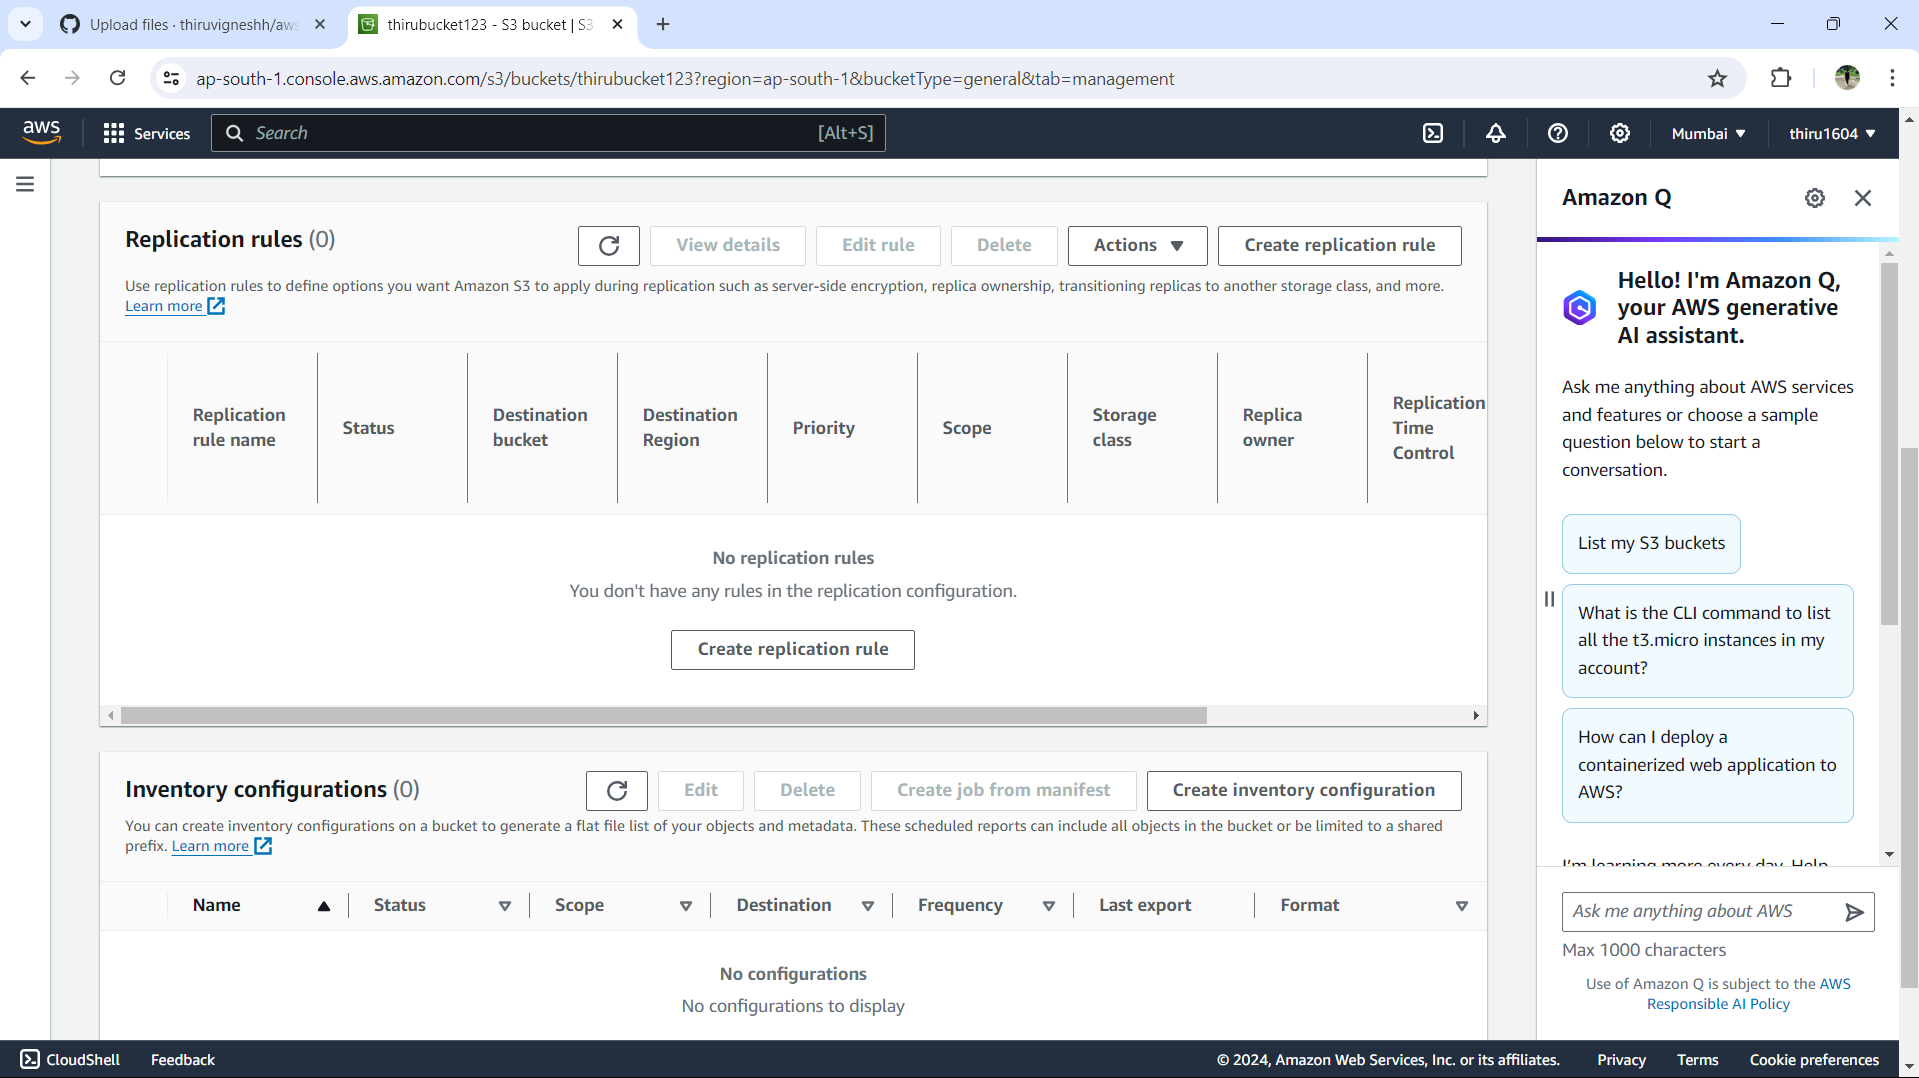 Upload files · thiruvigneshh/aws
thirubucket123 - S3 bucket | S3
ap-south-1.console.aws.amazon.com/s3/buckets/thirubucket123?region=ap-south-1&bucketType=general&tab=management
aws
Services
Search
[Alt+S]
Mumbai
thiru1604
Replication rules (0)
View details
Edit rule
Delete
Actions
Create replication rule
Use replication rules to define options you want Amazon S3 to apply during replication such as server-side encryption, replica ownership, transitioning replicas to another storage class, and more.
Learn more
Replication
rule name
Status
Destination
bucket
Destination
Region
Priority
Scope
Storage
class
Replica
owner
Replication
Time
Control
No replication rules
You don't have any rules in the replication configuration.
Create replication rule
Inventory configurations (0)
Edit
Delete
Create job from manifest
Create inventory configuration
You can create inventory configurations on a bucket to generate a flat file list of your objects and metadata. These scheduled reports can include all objects in the bucket or be limited to a shared
prefix. Learn more
Name
Status
Scope
Destination
Frequency
Last export
Format
No configurations
No configurations to display
Amazon Q
Hello! I'm Amazon Q,
your AWS generative
AI assistant.
Ask me anything about AWS services
and features or choose a sample
question below to start a
conversation.
List my S3 buckets
What is the CLI command to list
all the t3.micro instances in my
account?
How can I deploy a
containerized web application to
AWS?
I'm learning more every day. Help
Ask me anything about AWS
Max 1000 characters
Use of Amazon Q is subject to the AWS
Responsible AI Policy
CloudShell
Feedback
© 2024, Amazon Web Services, Inc. or its affiliates.
Privacy
Terms
Cookie preferences